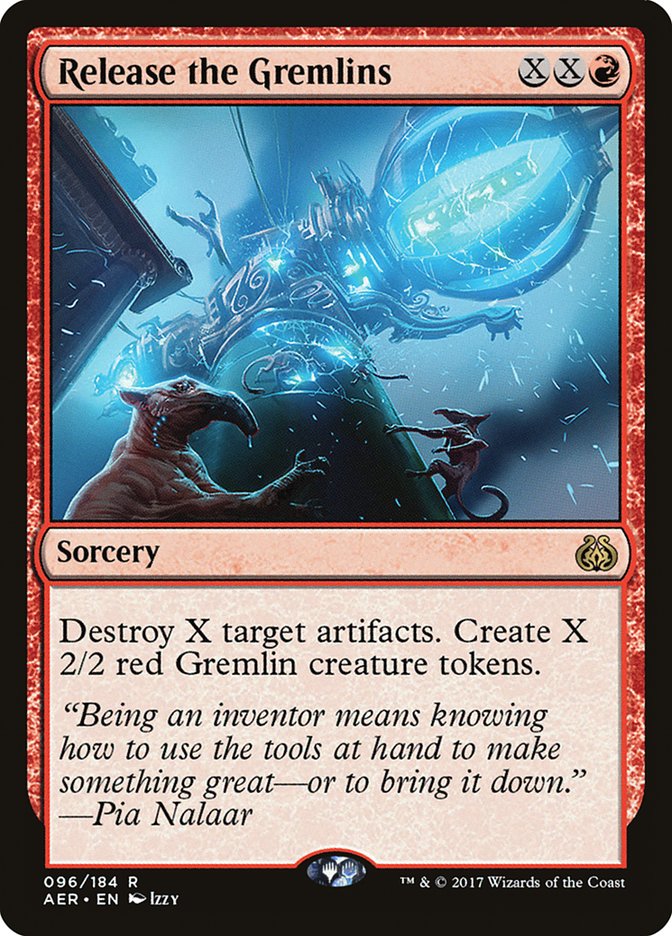 Release the Gremlins XXR
Sorcery
Destroy X target artifacts. Create X
2/2 red Gremlin creature tokens.
“Being an inventor means knowing
how to use the tools at hand to make
something great—or to bring it down.”
—Pia Nalaar
096/184 R
AER • EN Izzy
™ & © 2017 Wizards of the Coast